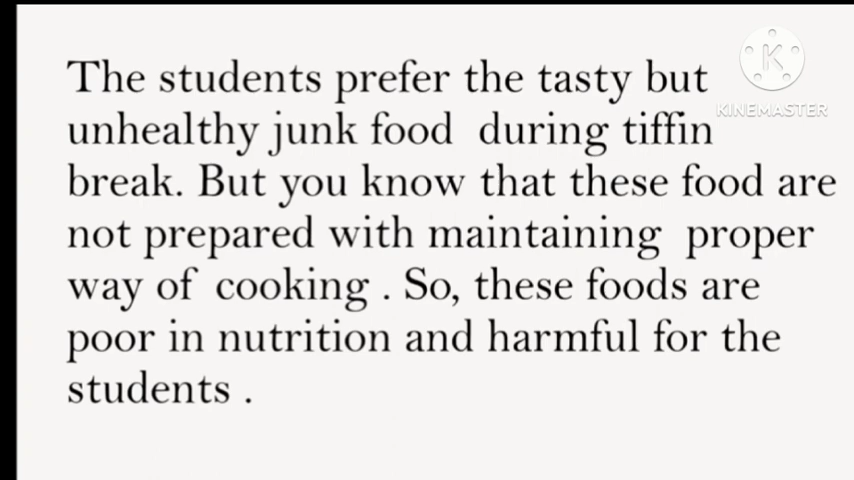 The students prefer the tasty but
unhealthy junk food during tiffin
break. But you know that these food are
not prepared with maintaining proper
way of cooking . So, these foods are
poor in nutrition and harmful for the
students .
K
KINEMASTER